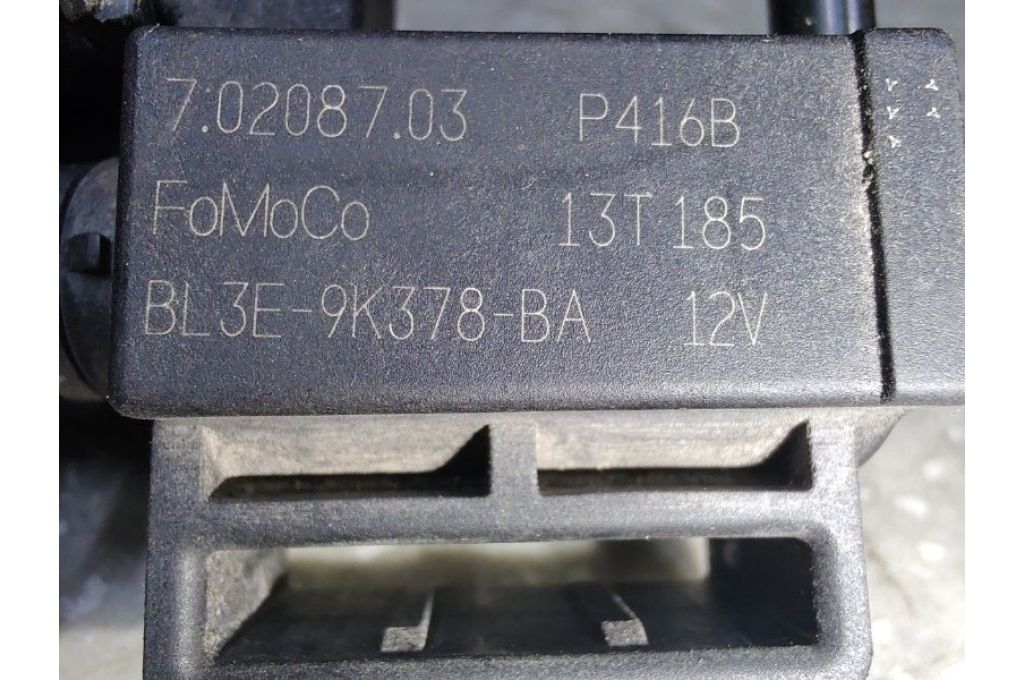 7.02087.03 P416B
FoMoCo 13T185
BL3E-9K378-BA 12V